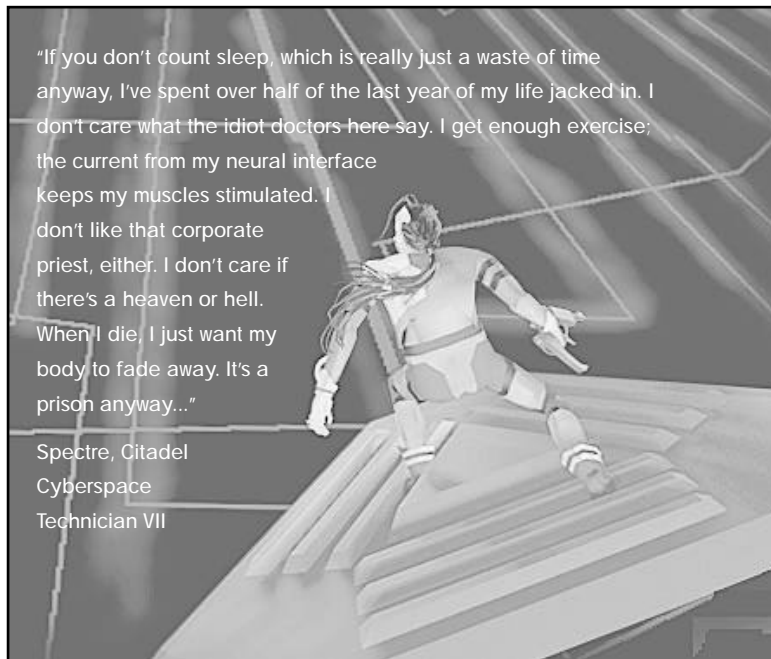 “If you don’t count sleep, which is really just a waste of time
anyway, I’ve spent over half of the last year of my life jacked in. I
don’t care what the idiot doctors here say. I get enough exercise;
the current from my neural interface
keeps my muscles stimulated. I
don’t like that corporate
priest, either. I don’t care if
there’s a heaven or hell.
When I die, I just want my
body to fade away. It’s a
prison anyway...”
Spectre, Citadel
Cyberspace
Technician VII